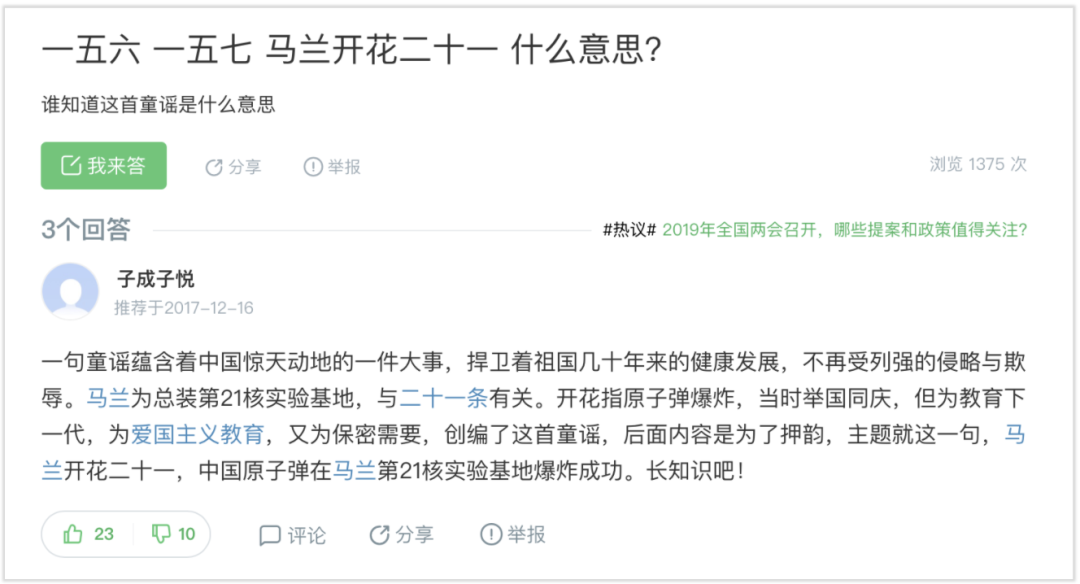 一五六 一五七 马兰开花二十一 什么意思?
谁知道这首童谣是什么意思
我来答 分享 举报 浏览 1375 次
3个回答 #热议# 2019年全国两会召开，哪些提案和政策值得关注?
子成子悦
推荐于2017-12-16
一句童谣蕴含着中国惊天动地的一件大事，捍卫着祖国几十年来的健康发展，不再受列强的侵略与欺
辱。马兰为总装第21核实验基地，与二十一条有关。开花指原子弹爆炸，当时举国同庆，但为教育下
一代，为爱国主义教育，又为保密需要，创编了这首童谣，后面内容是为了押韵，主题就这一句，马
兰开花二十一，中国原子弹在马兰第21核实验基地爆炸成功。长知识吧！
23 10 评论 分享 举报